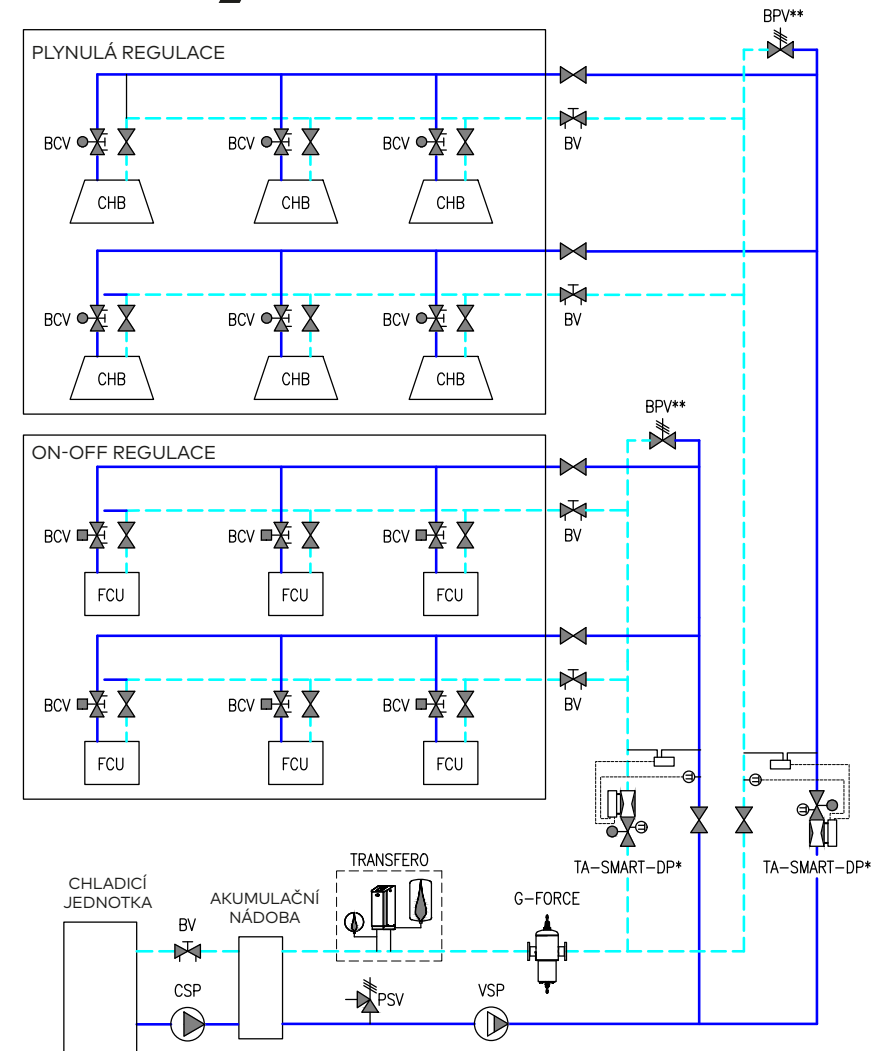 BPV**
PLYNULÁ REGULACE
BV
BCV
BCV
BCV
CHB
CHB
CHB
BV
BCV
BCV
BCV
CHB
CHB
CHB
BPV**
ON-OFF REGULACE
BV
BCV
BCV
BCV
FCU
FCU
FCU
BV
BCV
BCV
BCV
FCU
FCU
FCU
TA-SMART-DP*
TA-SMART-DP*
TRANSFERO
CHLADICÍ
JEDNOTKA
AKUMULAČNÍ
NÁDOBA
G-FORCE
BV
CSP
PSV
VSP